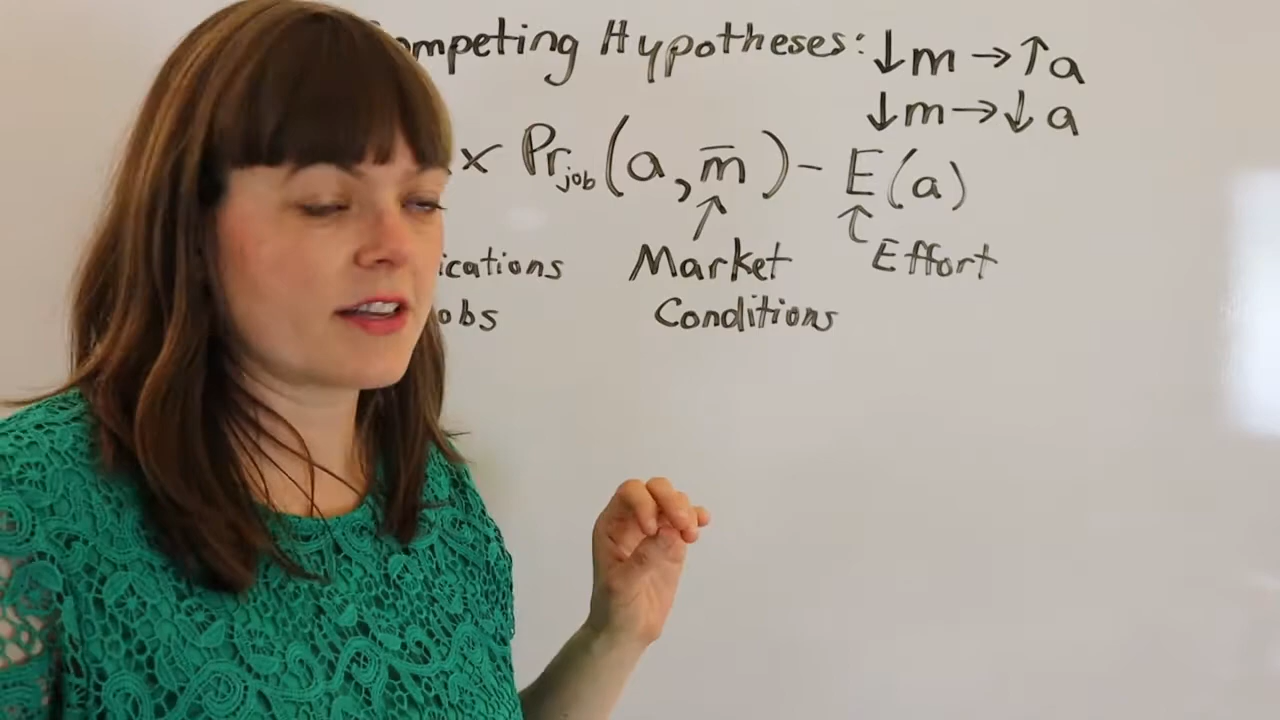 ompeting Hypotheses: ↓m → ↑a
↓m → ↓a
x Pr_job(a, m̄) - E(a)
↑ ↑
ications Market Effort
obs Conditions